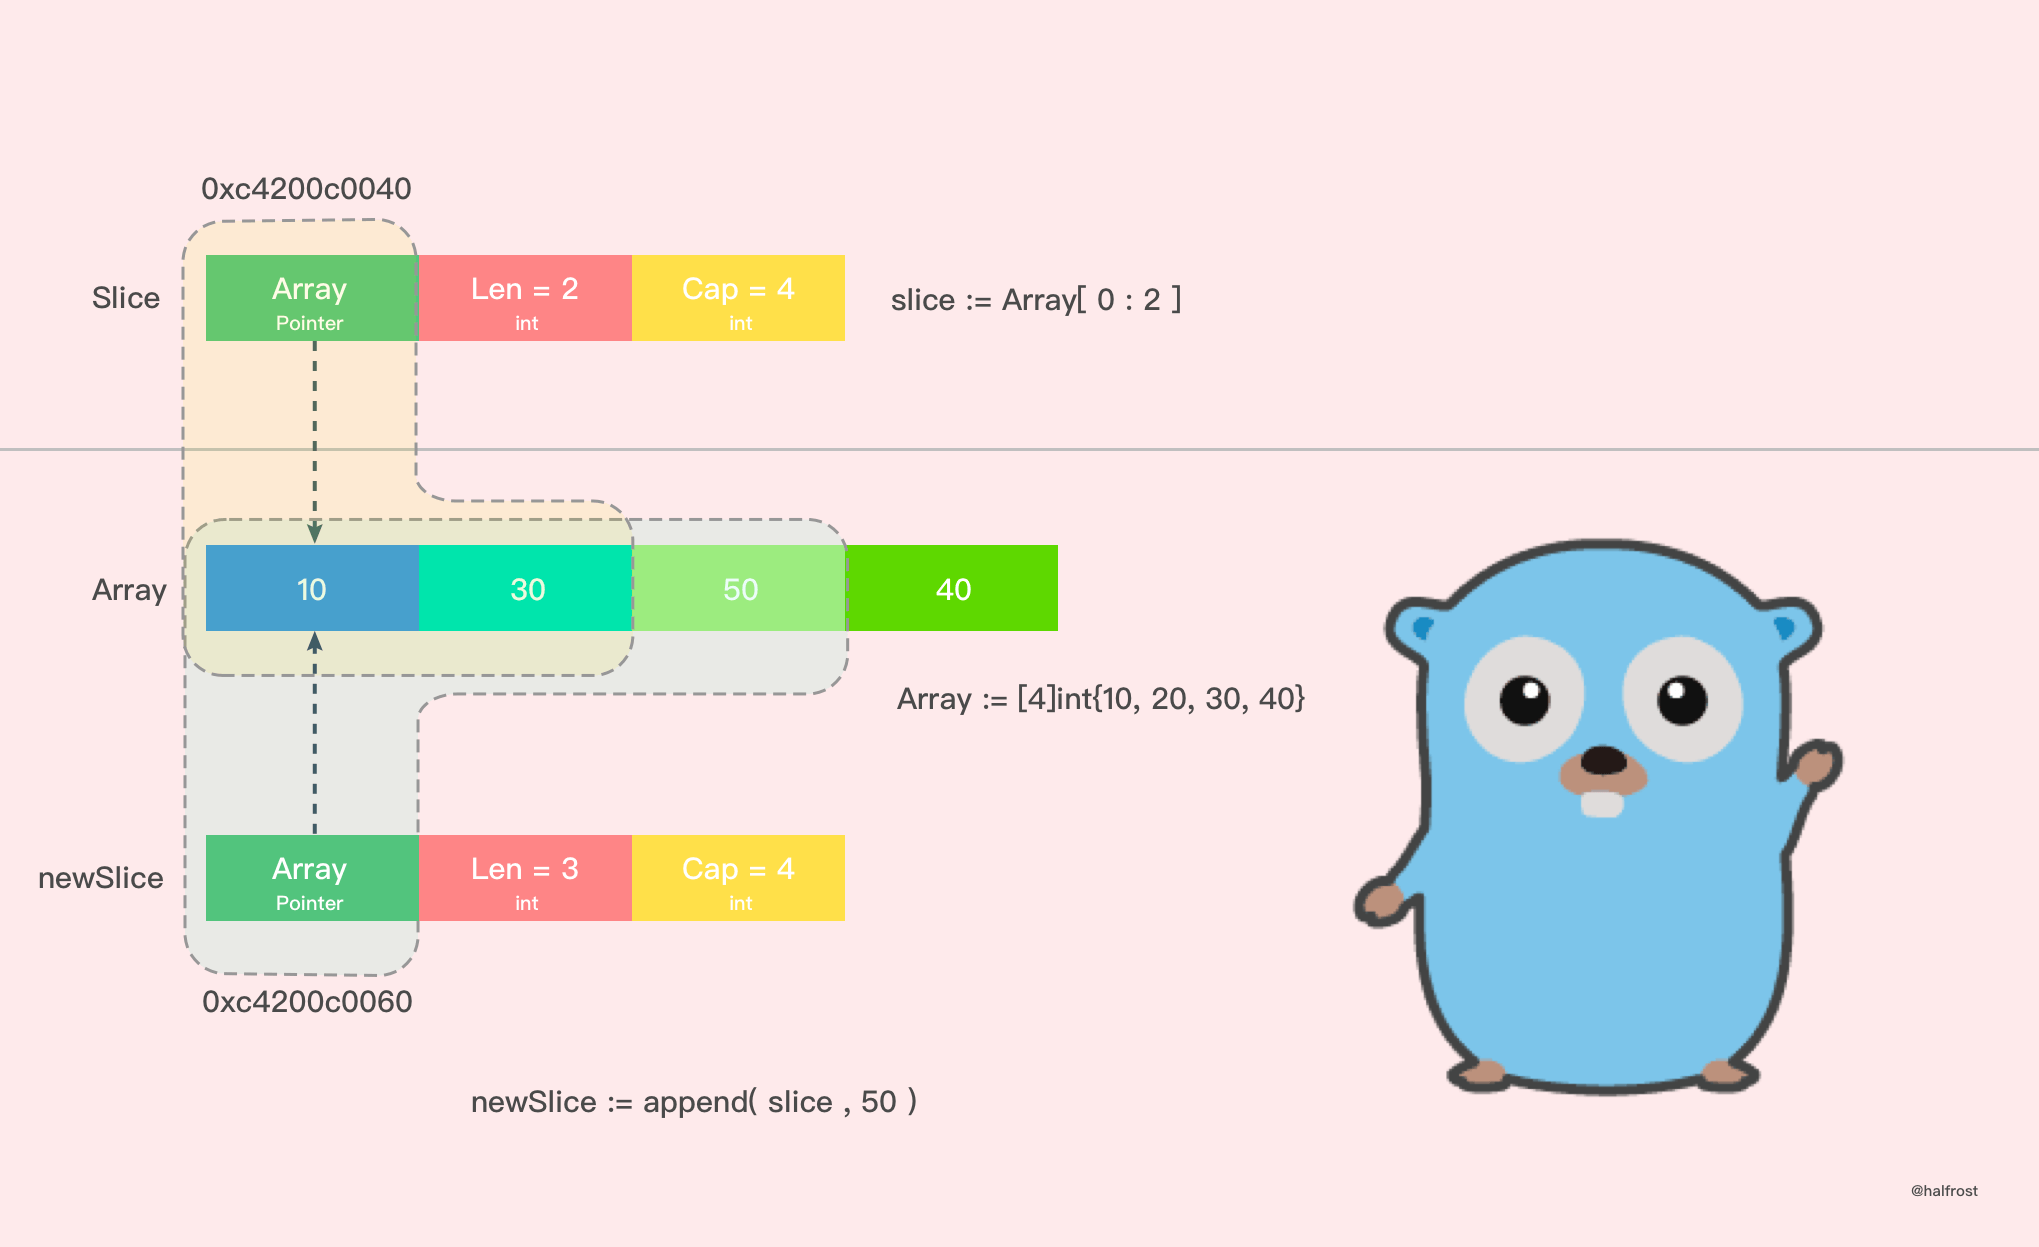 0xc4200c0040
Slice
Array
Pointer
Len = 2
int
Cap = 4
int
slice := Array[ 0 : 2 ]
Array
10
30
50
40
Array := [4]int{10, 20, 30, 40}
newSlice
Array
Pointer
Len = 3
int
Cap = 4
int
0xc4200c0060
newSlice := append( slice , 50 )
@halfrost